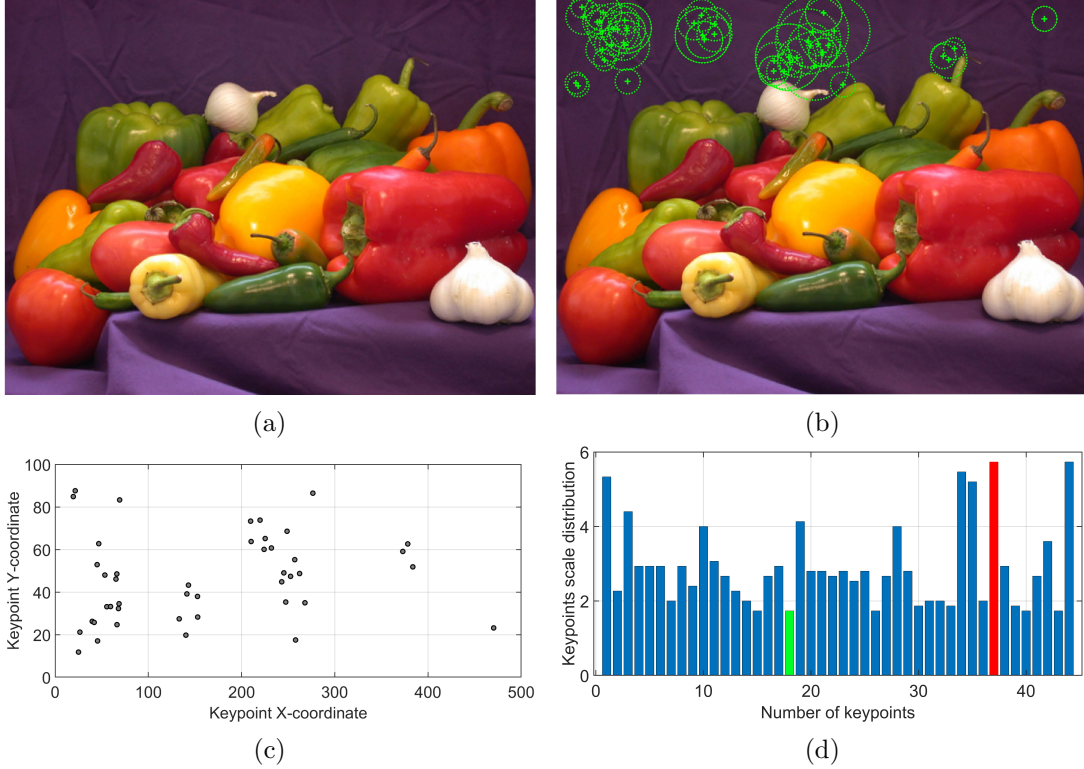 (a)
(b)
100
80
60
40
20
0
0 100 200 300 400 500
Keypoint Y-coordinate
Keypoint X-coordinate
(c)
6
4
2
0
0 10 20 30 40
Keypoints scale distribution
Number of keypoints
(d)